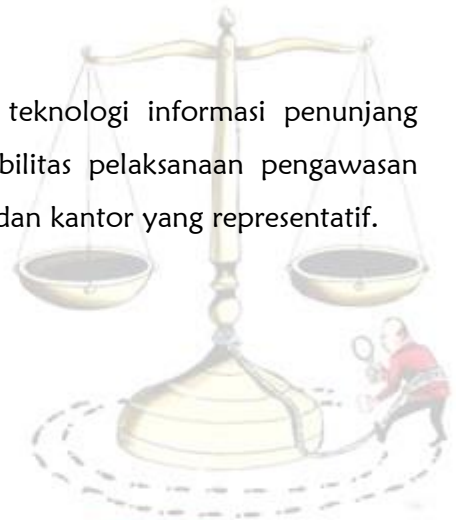 teknologi informasi penunjang
bilitas pelaksanaan pengawasan
dan kantor yang representatif.